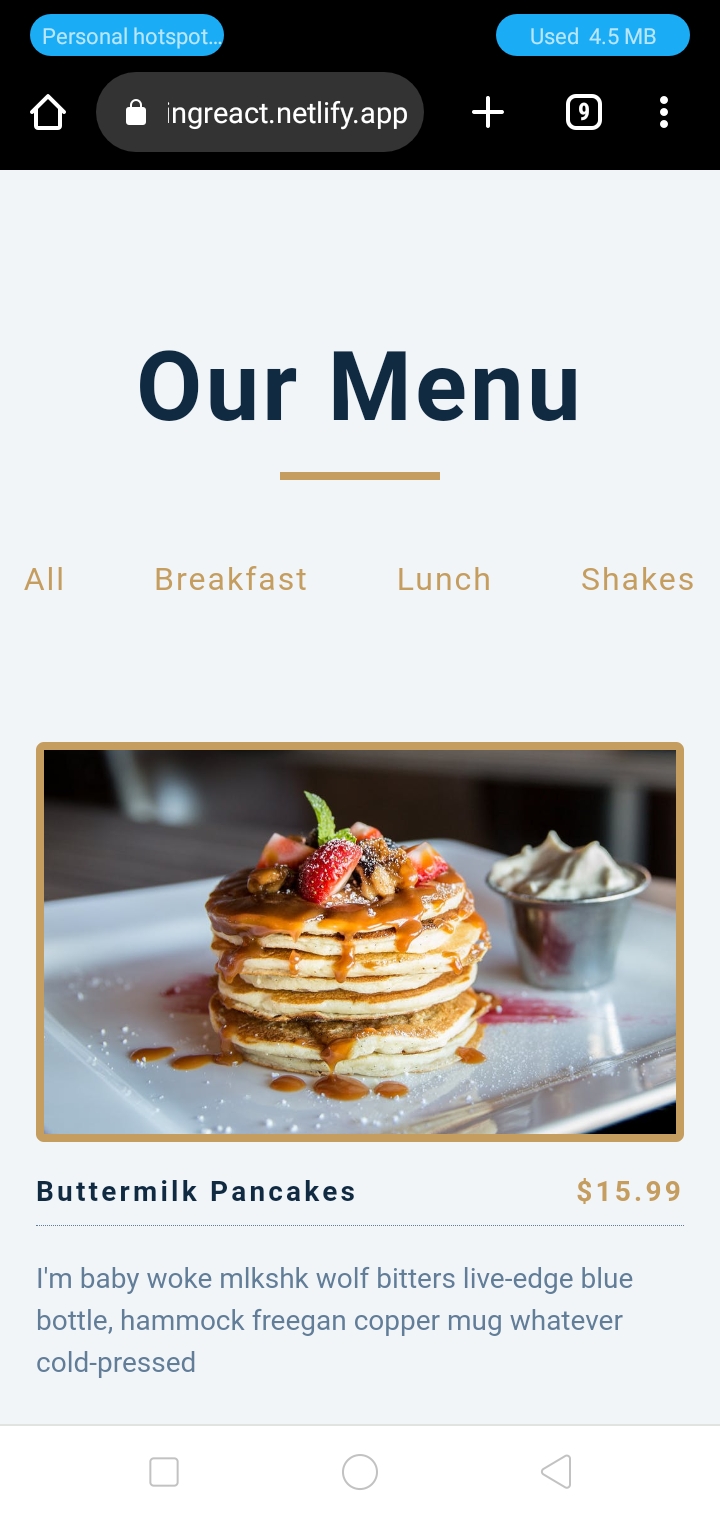 Personal hotspot... Used 4.5 MB
ingreact.netlify.app 9
Our Menu
All Breakfast Lunch Shakes
Buttermilk Pancakes $15.99
I'm baby woke mlkshk wolf bitters live-edge blue
bottle, hammock freegan copper mug whatever
cold-pressed